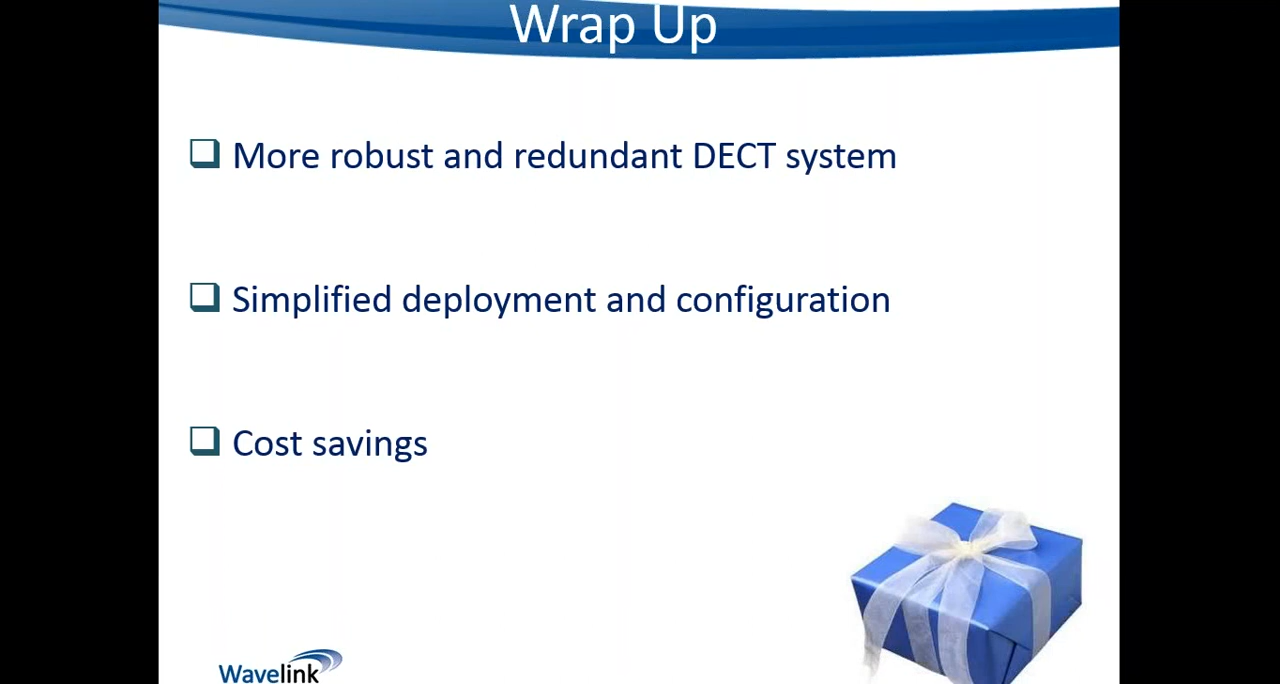 Wrap Up
More robust and redundant DECT system
Simplified deployment and configuration
Cost savings
Wavelink